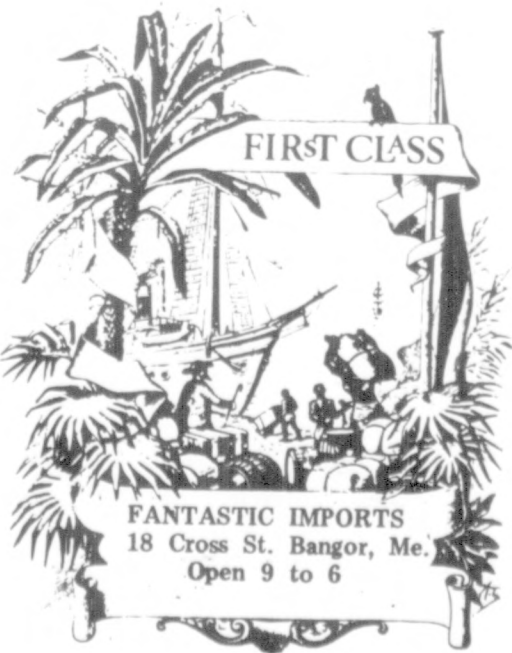 FIRST CLASS
FANTASTIC IMPORTS
18 Cross St. Bangor, Me.
Open 9 to 6